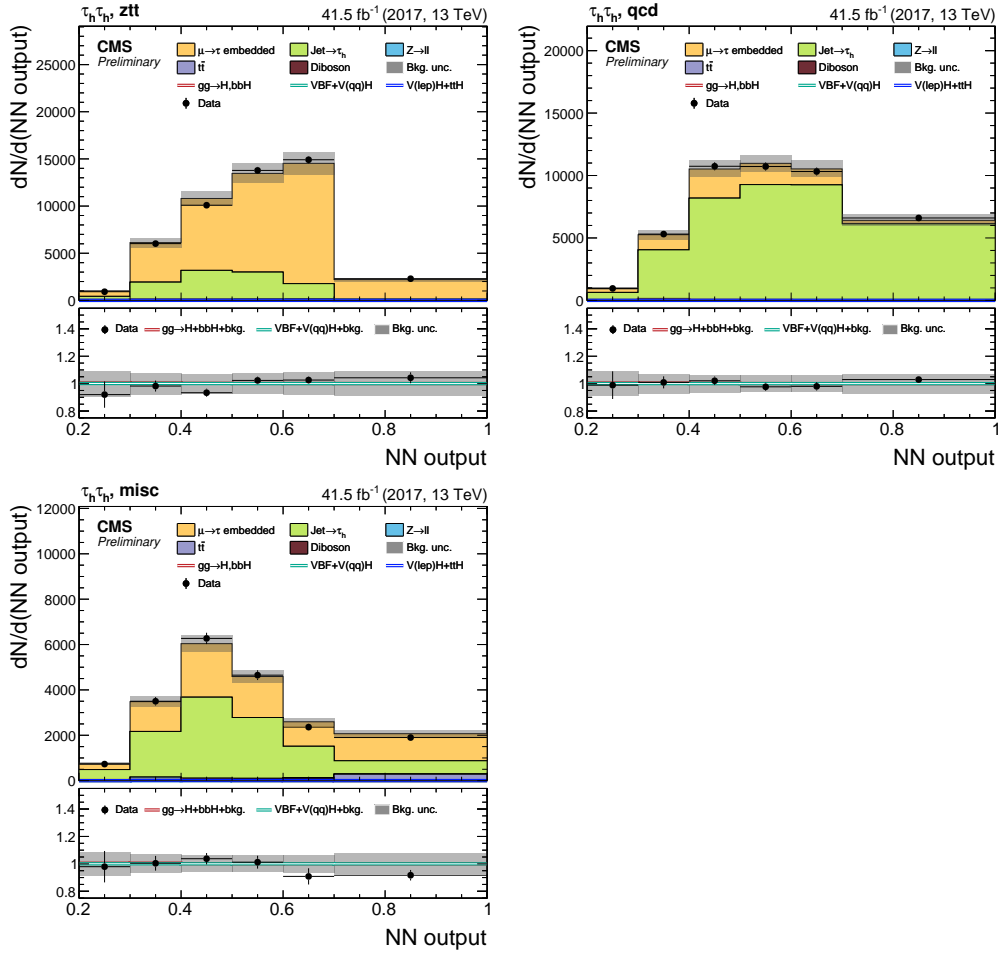 τ_hτ_h, ztt 41.5 fb⁻¹ (2017, 13 TeV)
CMS
Preliminary
μ→τ embedded Jet→τ_h Z→ll
tt̄ Diboson Bkg. unc.
gg→H,bbH VBF+V(qq)H V(lep)H+ttH
Data
dN/d(NN output)
25000
20000
15000
10000
5000
0
Data gg→H+bbH+bkg. VBF+V(qq)H+bkg. Bkg. unc.
1.4
1.2
1
0.8
0.2 0.4 0.6 0.8 1
NN output
τ_hτ_h, qcd 41.5 fb⁻¹ (2017, 13 TeV)
CMS
Preliminary
μ→τ embedded Jet→τ_h Z→ll
tt̄ Diboson Bkg. unc.
gg→H,bbH VBF+V(qq)H V(lep)H+ttH
Data
dN/d(NN output)
20000
15000
10000
5000
0
Data gg→H+bbH+bkg. VBF+V(qq)H+bkg. Bkg. unc.
1.4
1.2
1
0.8
0.2 0.4 0.6 0.8 1
NN output
τ_hτ_h, misc 41.5 fb⁻¹ (2017, 13 TeV)
CMS
Preliminary
μ→τ embedded Jet→τ_h Z→ll
tt̄ Diboson Bkg. unc.
gg→H,bbH VBF+V(qq)H V(lep)H+ttH
Data
dN/d(NN output)
12000
10000
8000
6000
4000
2000
0
Data gg→H+bbH+bkg. VBF+V(qq)H+bkg. Bkg. unc.
1.4
1.2
1
0.8
0.2 0.4 0.6 0.8 1
NN output